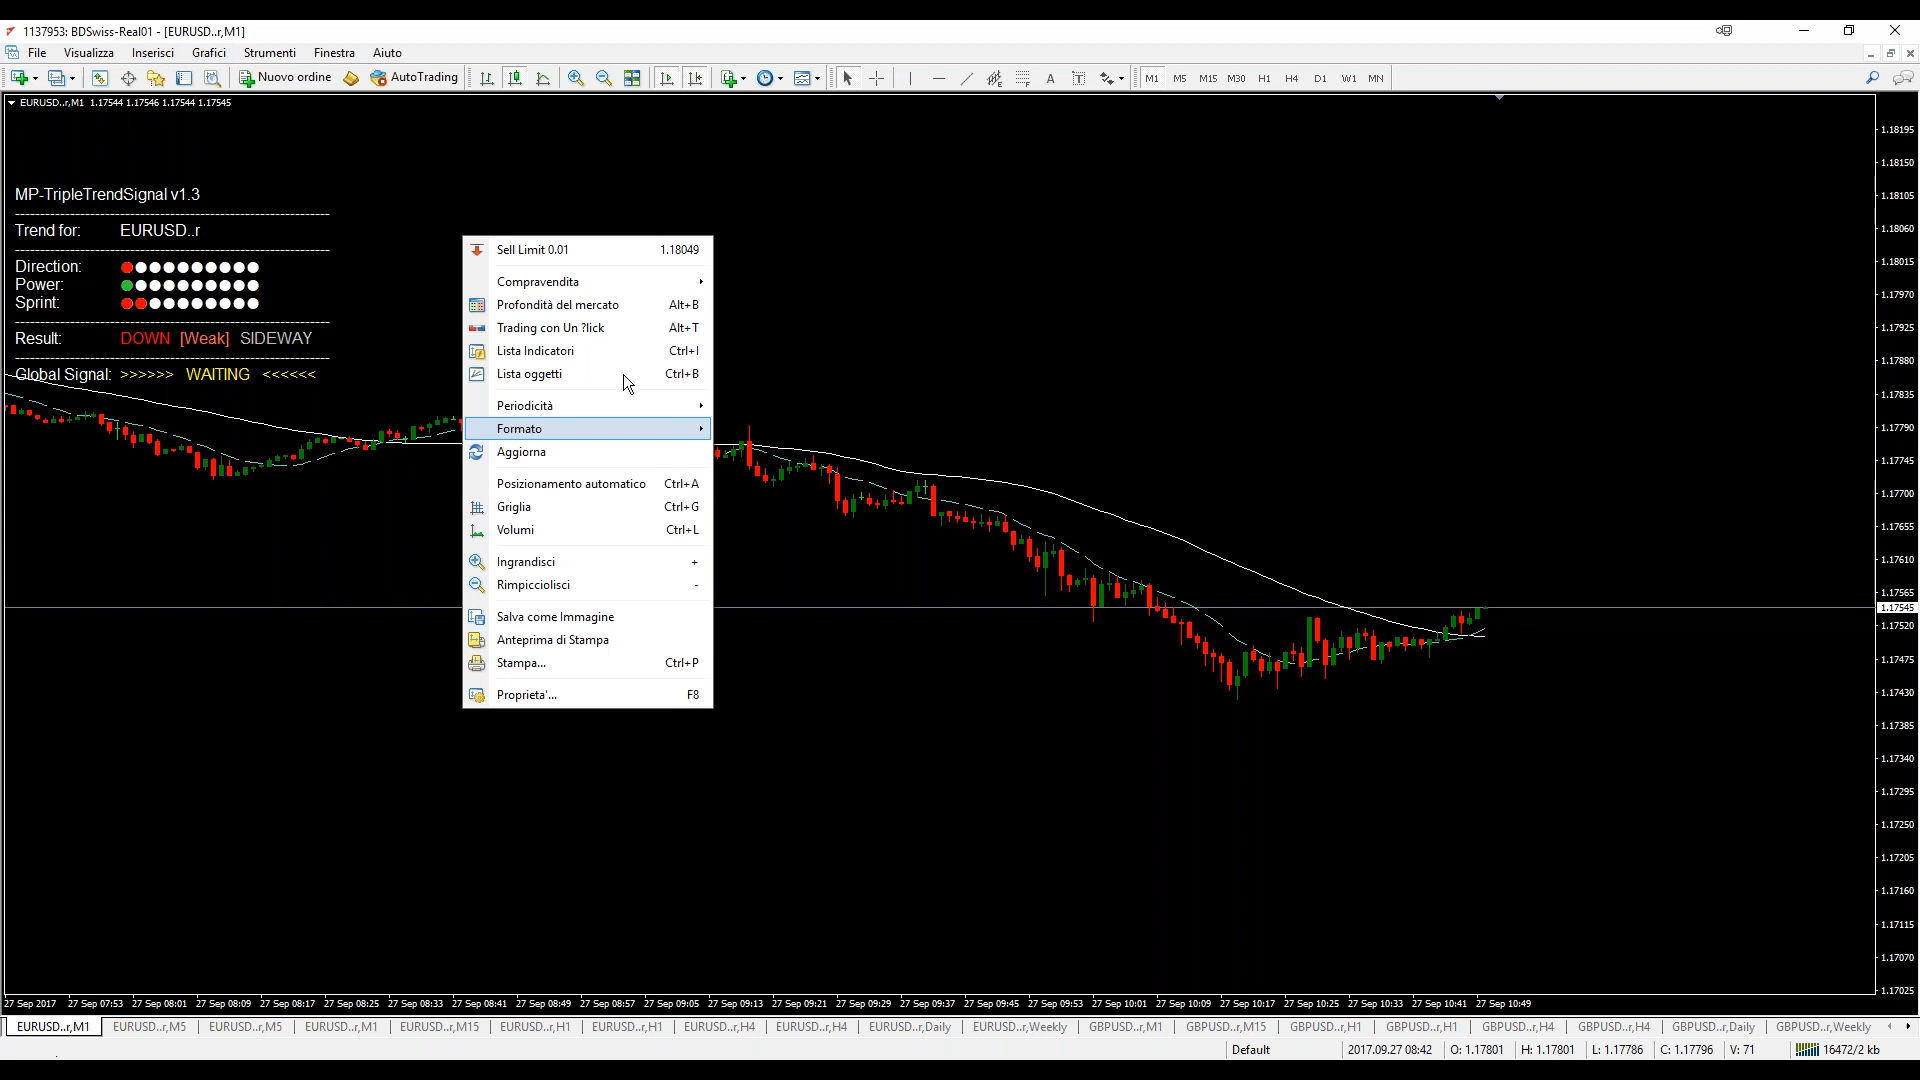 1137953: BDSwiss-Real01 - [EURUSD..r,M1]
File Visualizza Inserisci Grafici Strumenti Finestra Aiuto
Nuovo ordine AutoTrading A T M1 M5 M15 M30 H1 H4 D1 W1 MN
EURUSD..r,M1 1.17544 1.17546 1.17544 1.17545
MP-TripleTrendSignal v1.3
Trend for: EURUSD..r
Direction:
Power:
Sprint:
Result: DOWN [Weak] SIDEWAY
Global Signal: >>>>>> WAITING <<<<<<
Sell Limit 0.01 1.18049
Compravendita
Profondità del mercato Alt+B
Trading con Un ?lick Alt+T
Lista Indicatori Ctrl+I
Lista oggetti Ctrl+B
Periodicità
Formato
Aggiorna
Posizionamento automatico Ctrl+A
Griglia Ctrl+G
Volumi Ctrl+L
Ingrandisci +
Rimpicciolisci -
Salva come Immagine
Anteprima di Stampa
Stampa... Ctrl+P
Proprieta'... F8
1.18195
1.18150
1.18105
1.18060
1.18015
1.17970
1.17925
1.17880
1.17835
1.17790
1.17745
1.17700
1.17655
1.17610
1.17565
1.17545
1.17520
1.17475
1.17430
1.17385
1.17340
1.17295
1.17250
1.17205
1.17160
1.17115
1.17070
1.17025
27 Sep 2017 27 Sep 07:53 27 Sep 08:01 27 Sep 08:09 27 Sep 08:17 27 Sep 08:25 27 Sep 08:33 27 Sep 08:41 27 Sep 08:49 27 Sep 08:57 27 Sep 09:05 27 Sep 09:13 27 Sep 09:21 27 Sep 09:29 27 Sep 09:37 27 Sep 09:45 27 Sep 09:53 27 Sep 10:01 27 Sep 10:09 27 Sep 10:17 27 Sep 10:25 27 Sep 10:33 27 Sep 10:41 27 Sep 10:49
EURUSD..r,M1 EURUSD..r,M5 EURUSD..r,M5 EURUSD..r,M1 EURUSD..r,M15 EURUSD..r,H1 EURUSD..r,H1 EURUSD..r,H4 EURUSD..r,H4 EURUSD..r,Daily EURUSD..r,Weekly GBPUSD..r,M1 GBPUSD..r,M15 GBPUSD..r,H1 GBPUSD..r,H1 GBPUSD..r,H4 GBPUSD..r,H4 GBPUSD..r,Daily GBPUSD..r,Weekly
Default 2017.09.27 08:42 O: 1.17801 H: 1.17801 L: 1.17786 C: 1.17796 V: 71 16472/2 kb